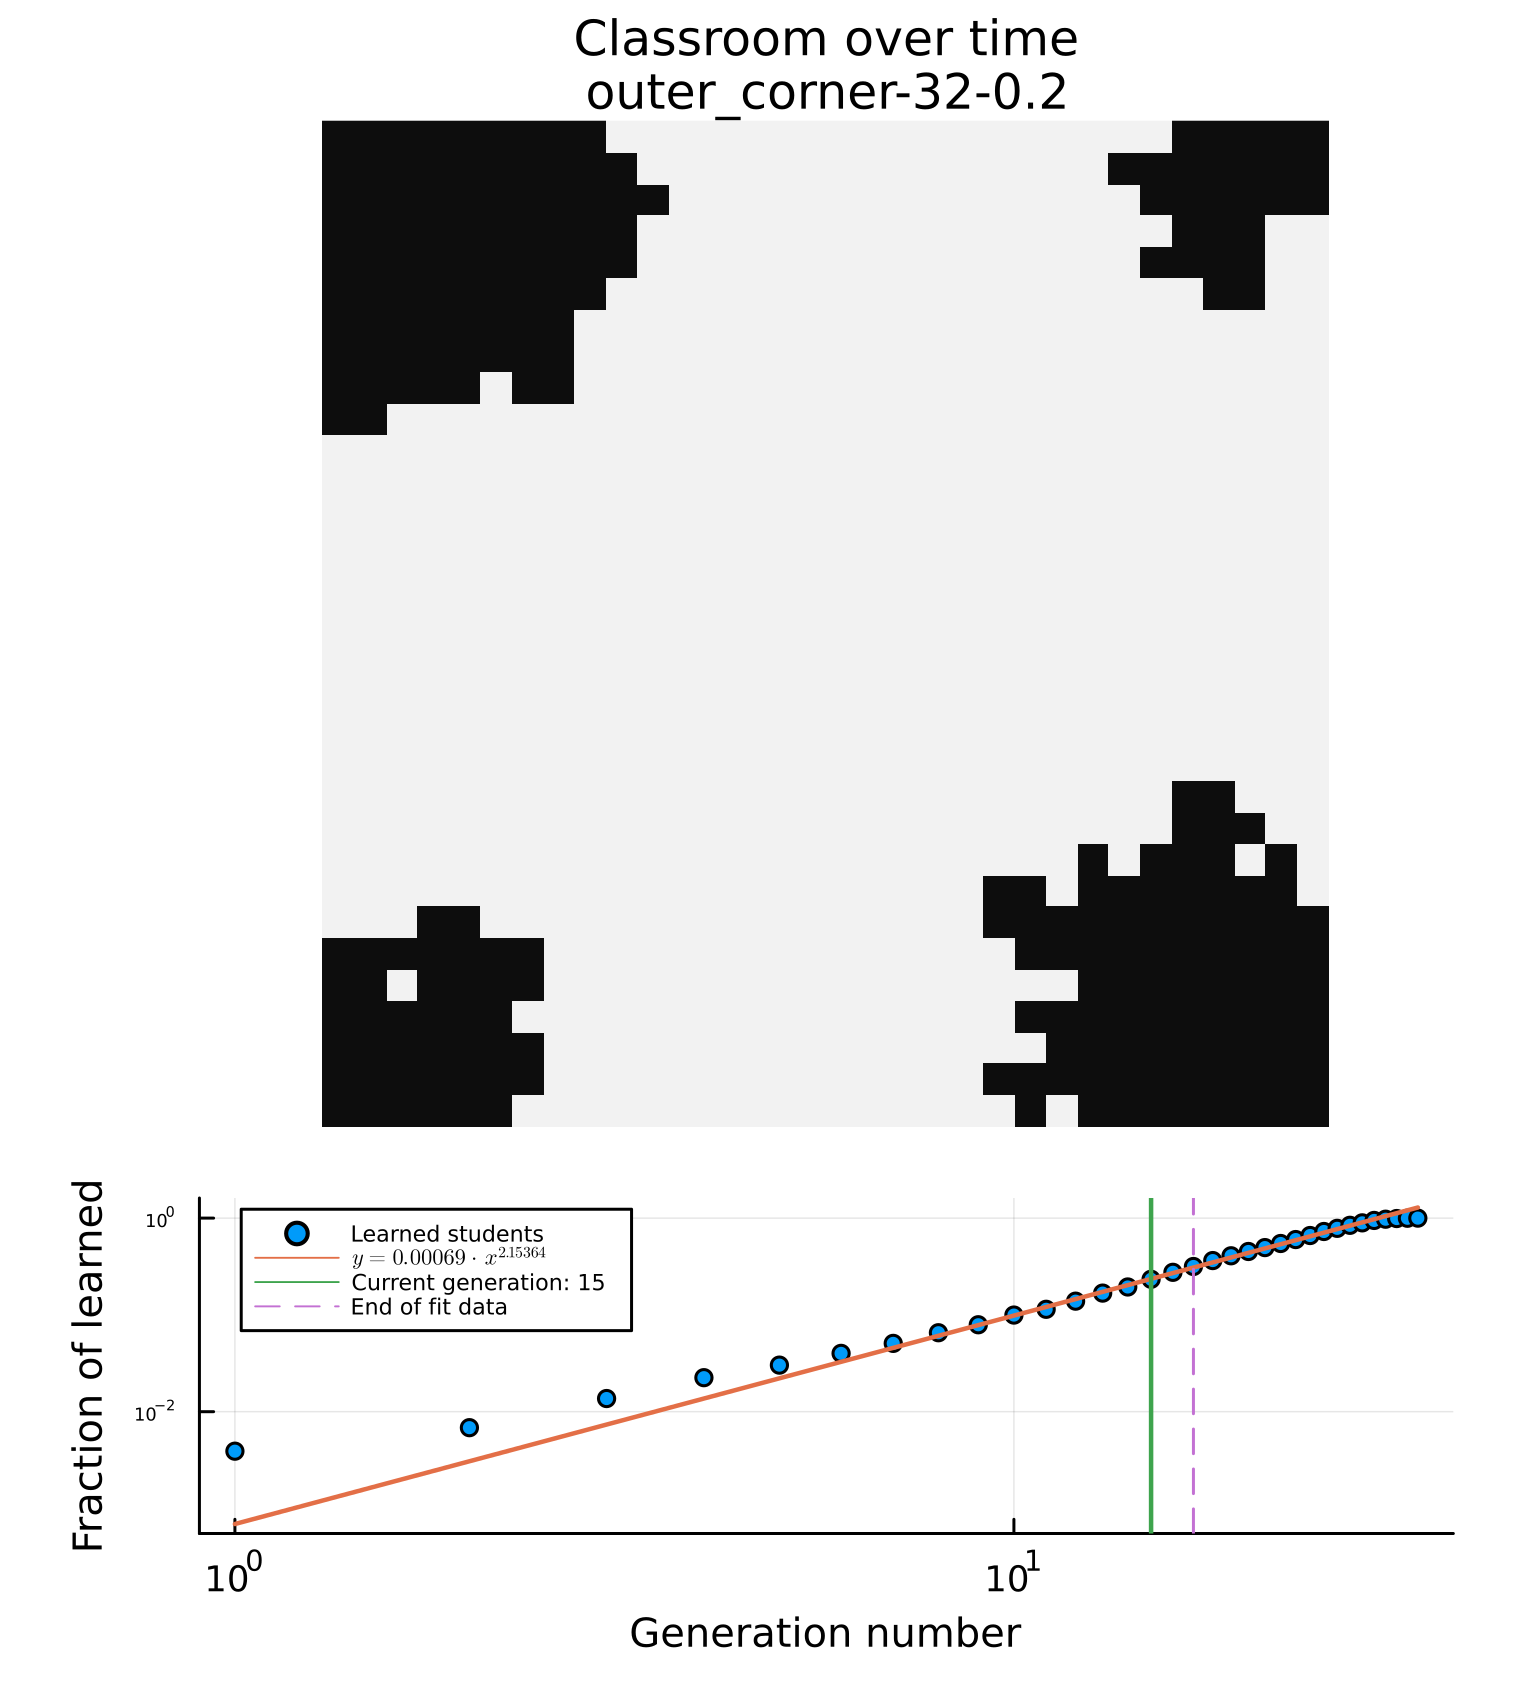 Classroom over time
outer_corner-32-0.2
Fraction of learned
10^0
10^-2
Learned students
y = 0.00069 · x^2.15364
Current generation: 15
End of fit data
10^0
10^1
Generation number